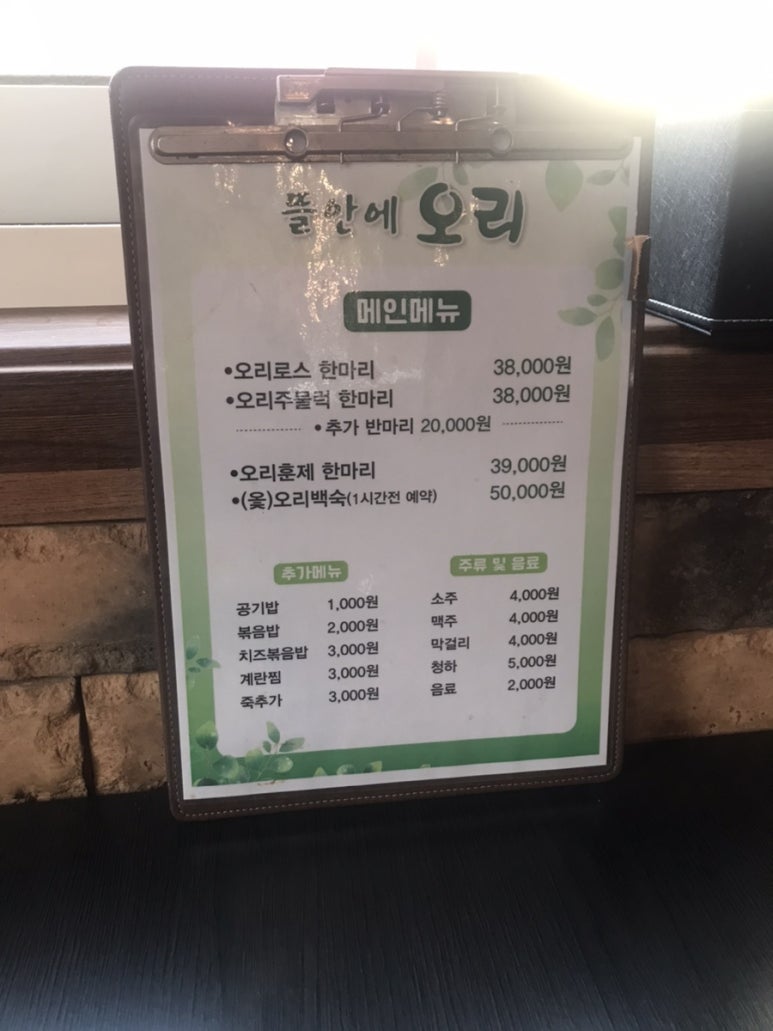 뜰안에 오리
메인메뉴
•오리로스 한마리 38,000원
•오리주물럭 한마리 38,000원
•추가 반마리 20,000원
•오리훈제 한마리 39,000원
•(옻)오리백숙(1시간전 예약) 50,000원
추가메뉴
공기밥 1,000원
볶음밥 2,000원
치즈볶음밥 3,000원
계란찜 3,000원
죽추가 3,000원
주류 및 음료
소주 4,000원
맥주 4,000원
막걸리 4,000원
청하 5,000원
음료 2,000원